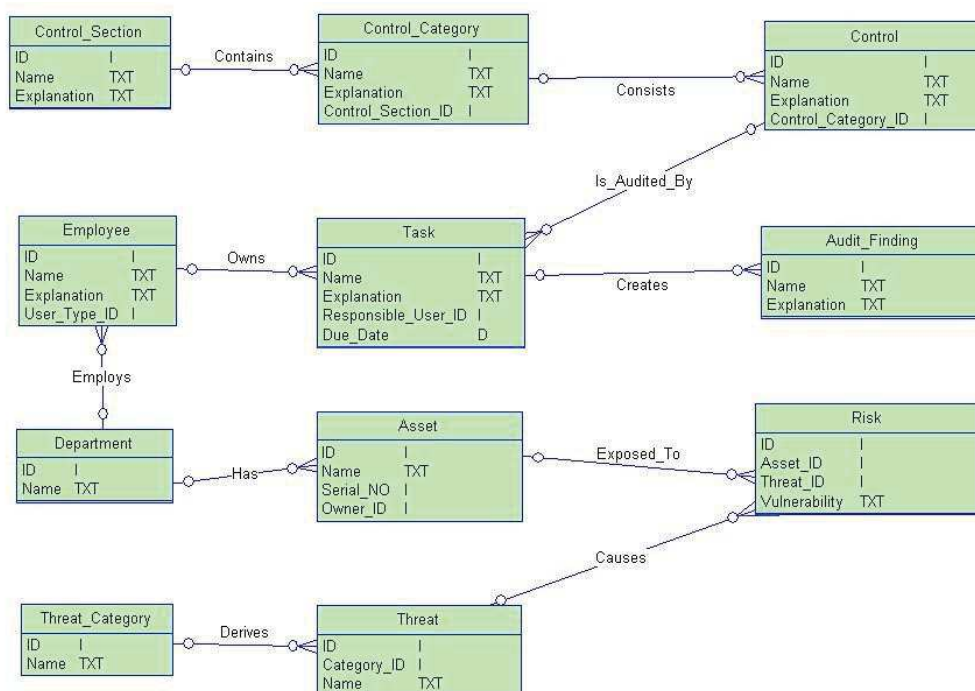 Control_Section
ID I
Name TXT
Explanation TXT
Contains
Control_Category
ID I
Name TXT
Explanation TXT
Control_Section_ID I
Consists
Control
ID I
Name TXT
Explanation TXT
Control_Category_ID I
Is_Audited_By
Employee
ID I
Name TXT
Explanation TXT
User_Type_ID I
Owns
Task
ID I
Name TXT
Explanation TXT
Responsible_User_ID I
Due_Date D
Creates
Audit_Finding
ID I
Name TXT
Explanation TXT
Employs
Department
ID I
Name TXT
Has
Asset
ID I
Name TXT
Serial_NO I
Owner_ID I
Exposed_To
Risk
ID I
Asset_ID I
Threat_ID I
Vulnerability TXT
Causes
Threat_Category
ID I
Name TXT
Derives
Threat
ID I
Category_ID I
Name TXT